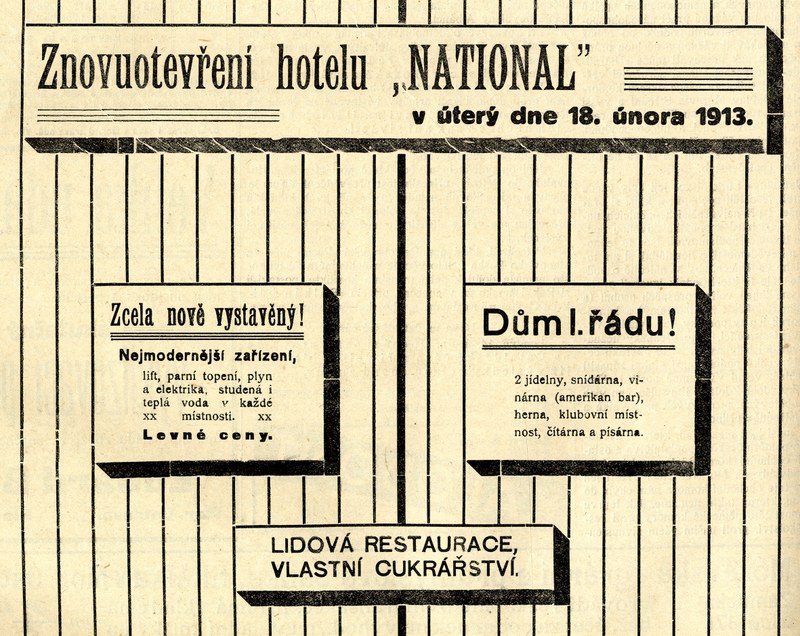 Znovuotevření hotelu „NATIONAL”
v úterý dne 18. února 1913.
Zcela nově vystavěný!
Nejmodernější zařízení,
lift, parní topení, plyn
a elektrika, studená i
teplá voda v každé
xx místnosti. xx
Levné ceny.
Dům I. řádu!
2 jídelny, snídárna, vi-
nárna (amerikan bar),
herna, klubovní míst-
nost, čítárna a písárna.
LIDOVÁ RESTAURACE,
VLASTNÍ CUKRÁŘSTVÍ.